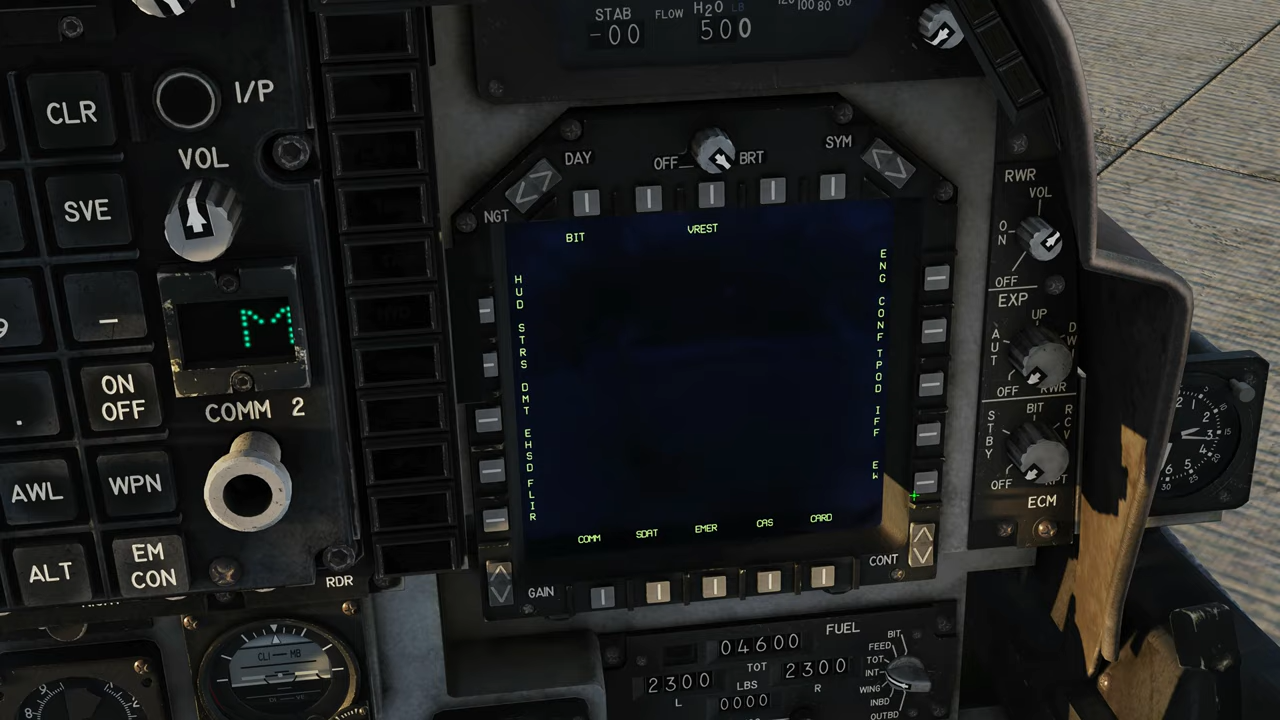 STAB
FLOW
H2O LB
-00
500
CLR
I/P
VOL
SVE
-
M
ON
OFF
COMM 2
.
AWL
WPN
ALT
EM
CON
RDR
DAY
OFF
BRT
SYM
NGT
BIT
VREST
HUD
STRS
DMT
EHSD
FLIR
ENG
CONF
TPOD
IFF
EW
COMM
SDAT
EMER
CAS
CARD
GAIN
CONT
RWR
VOL
ON
OFF
EXP
UP
AUT
OFF
RWR
BIT
STBY
RCV
OFF
ECM
FUEL
04600
TOT
2300
LBS
2300
L
R
0000
BIT
FEED
TOT
INT
WING
INBD
OUTBD
CLI MB